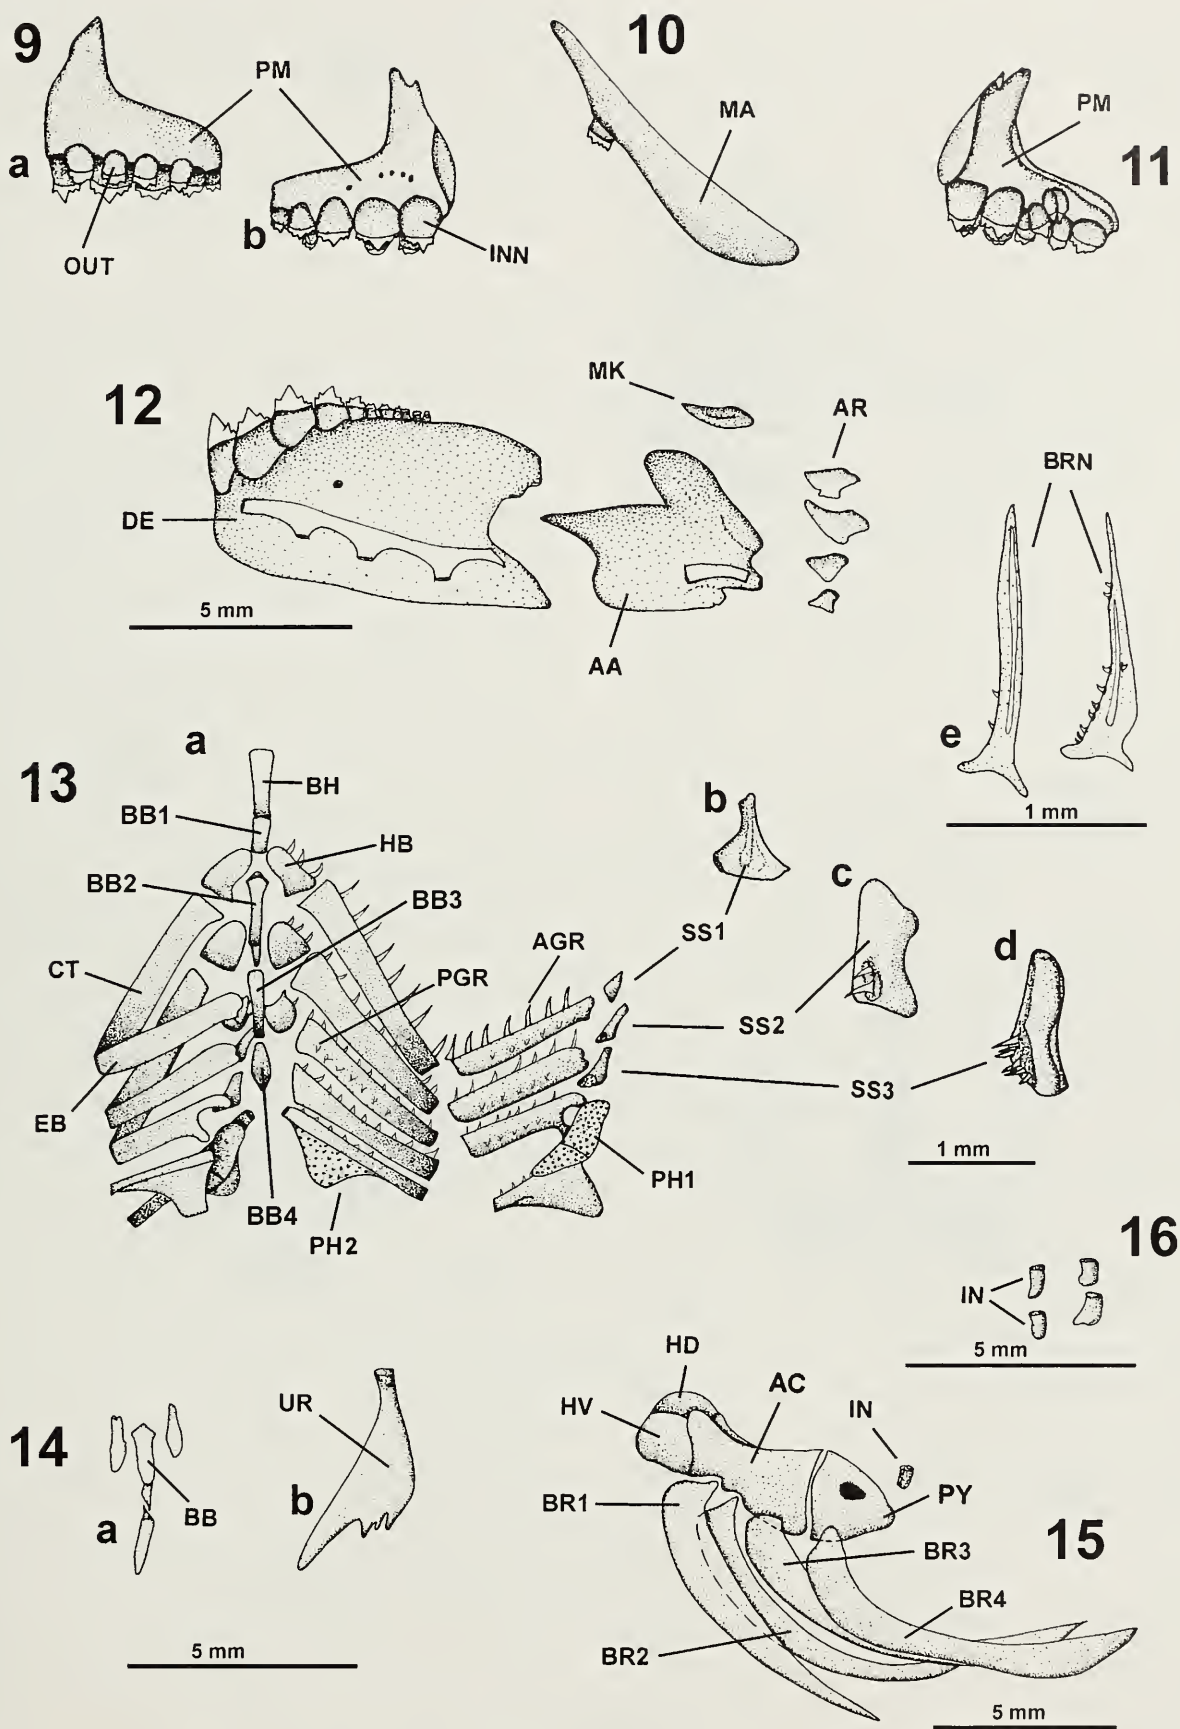 9
PM
10
MA
PM
11
a
OUT
b
INN
12
MK
AR
DE
5 mm
AA
BRN
e
1 mm
13
a
BH
BB1
HB
BB2
BB3
CT
AGR
PGR
EB
BB4
PH2
PH1
b
SS1
c
SS2
d
SS3
1 mm
16
IN
5 mm
14
a
BB
UR
b
5 mm
HD
HV
AC
IN
BR1
PY
15
BR3
BR4
BR2
5 mm